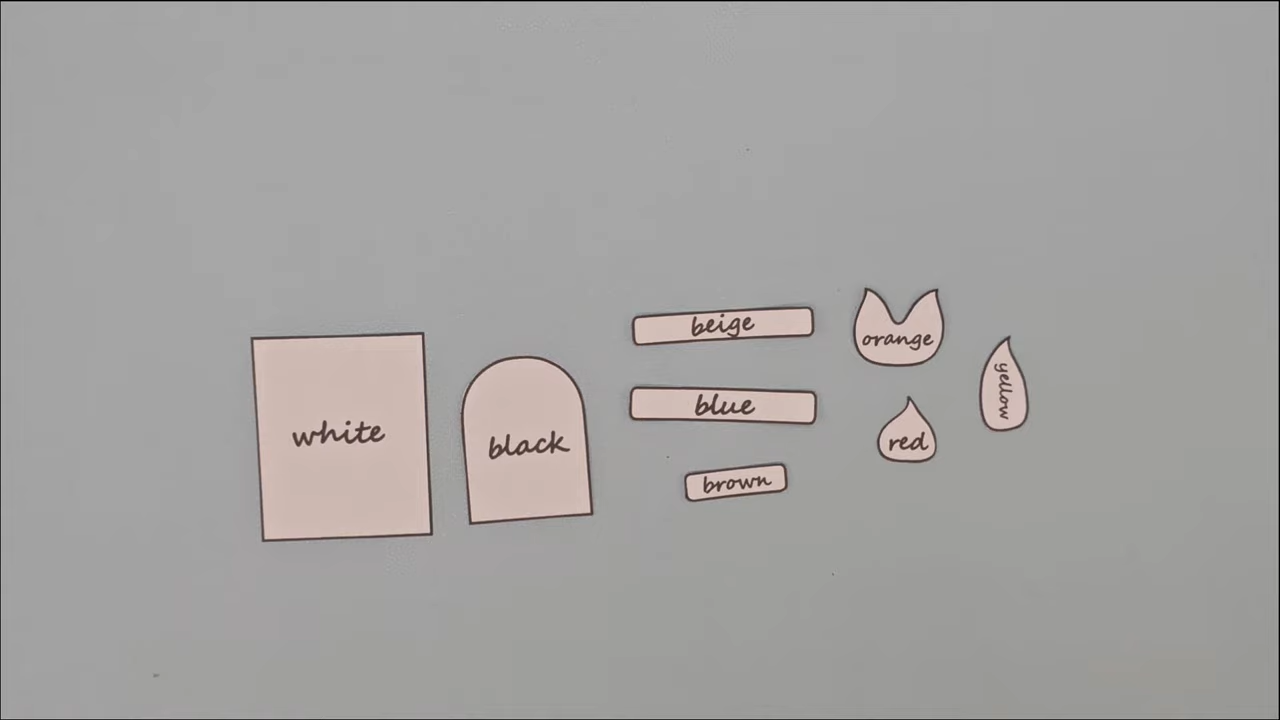 white
black
beige
blue
brown
orange
red
yellow